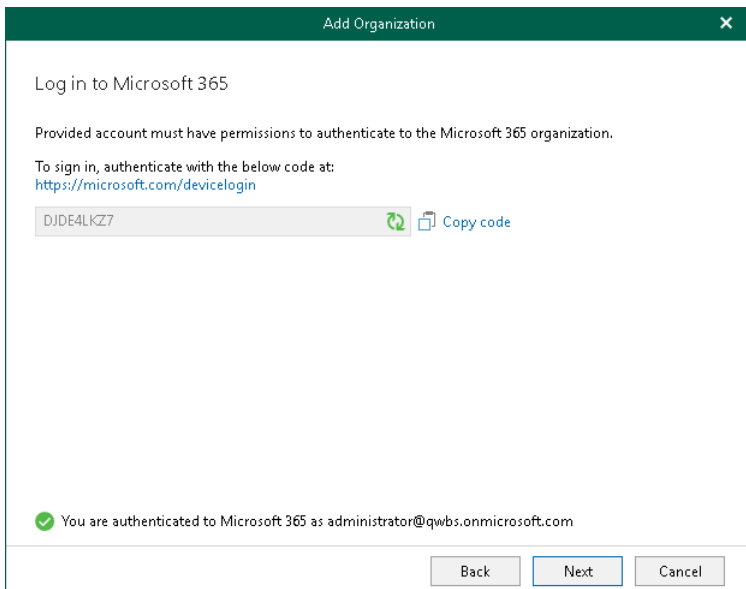 Add Organization
Log in to Microsoft 365
Provided account must have permissions to authenticate to the Microsoft 365 organization.
To sign in, authenticate with the below code at:
https://microsoft.com/devicelogin
DJDE4LKZ7
Copy code
You are authenticated to Microsoft 365 as administrator@qwbs.onmicrosoft.com
Back
Next
Cancel